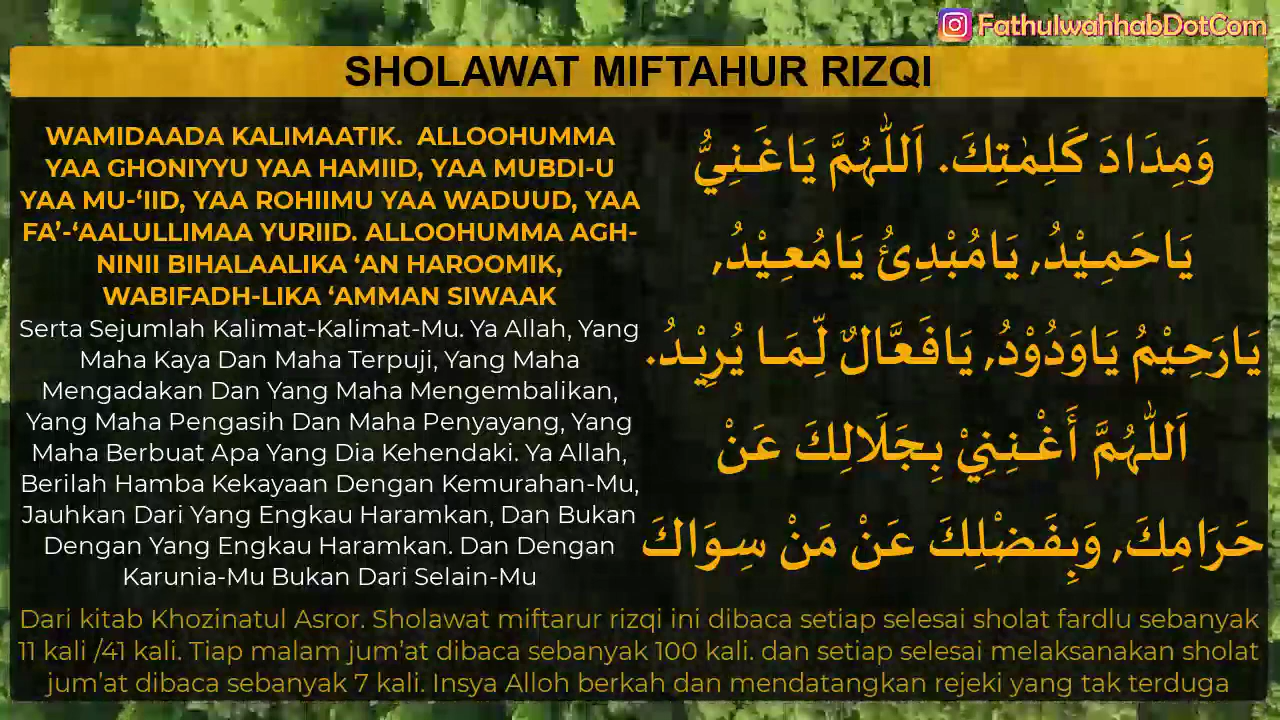 FathulwahhabDotCom
SHOLAWAT MIFTAHUR RIZQI
WAMIDAADA KALIMAATIK. ALLOOHUMMA
YAA GHONIYYU YAA HAMIID, YAA MUBDI-U
YAA MU-‘IID, YAA ROHIIMU YAA WADUUD, YAA
FA’-‘AALULLIMAA YURIID. ALLOOHUMMA AGH-
NINII BIHALAALIKA ‘AN HAROOMIK,
WABIFADH-LIKA ‘AMMAN SIWAAK
Serta Sejumlah Kalimat-Kalimat-Mu. Ya Allah, Yang
Maha Kaya Dan Maha Terpuji, Yang Maha
Mengadakan Dan Yang Maha Mengembalikan,
Yang Maha Pengasih Dan Maha Penyayang, Yang
Maha Berbuat Apa Yang Dia Kehendaki. Ya Allah,
Berilah Hamba Kekayaan Dengan Kemurahan-Mu,
Jauhkan Dari Yang Engkau Haramkan, Dan Bukan
Dengan Yang Engkau Haramkan. Dan Dengan
Karunia-Mu Bukan Dari Selain-Mu
وَمِدَادَ كَلِمٰتِكَ. اَللّٰهُمَّ يَاغَنِيُّ
يَاحَمِيْدُ, يَامُبْدِئُ يَامُعِيْدُ,
يَارَحِيْمُ يَاوَدُوْدُ, يَافَعَّالٌ لِّمَا يُرِيْدُ.
اَللّٰهُمَّ أَغْنِنِيْ بِجَلَالِكَ عَنْ
حَرَامِكَ, وَبِفَضْلِكَ عَنْ مَنْ سِوَاكَ
Dari kitab Khozinatul Asror. Sholawat miftarur rizqi ini dibaca setiap selesai sholat fardlu sebanyak
11 kali /41 kali. Tiap malam jum’at dibaca sebanyak 100 kali. dan setiap selesai melaksanakan sholat
jum’at dibaca sebanyak 7 kali. Insya Alloh berkah dan mendatangkan rejeki yang tak terduga